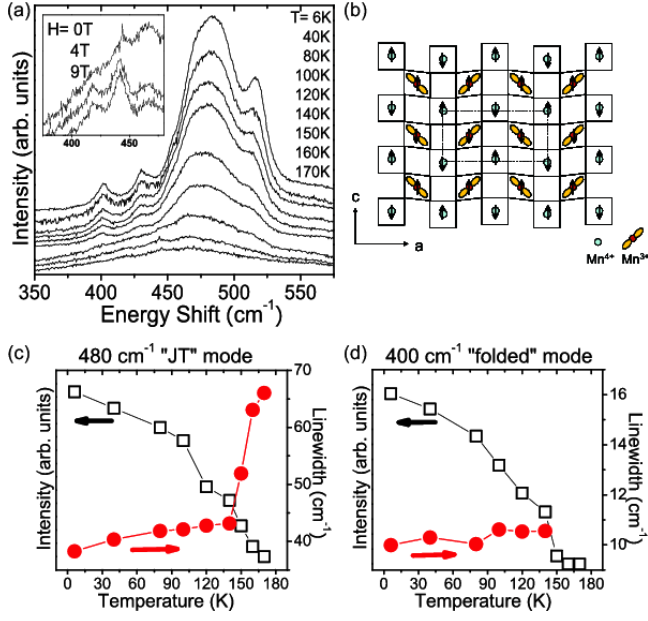 (a)
H= 0T
4T
9T
400 450
T= 6K
40K
80K
100K
120K
140K
150K
160K
170K
Intensity (arb. units)
350 400 450 500 550
Energy Shift (cm-1)
(b)
c
a
Mn4+ Mn3+
(c) 480 cm-1 "JT" mode
Intensity (arb. units)
70
60
50
40
Linewidth (cm-1)
0 30 60 90 120 150 180
Temperature (K)
(d) 400 cm-1 "folded" mode
Intensity (arb. units)
16
14
12
10
Linewidth (cm-1)
0 30 60 90 120 150 180
Temperature (K)